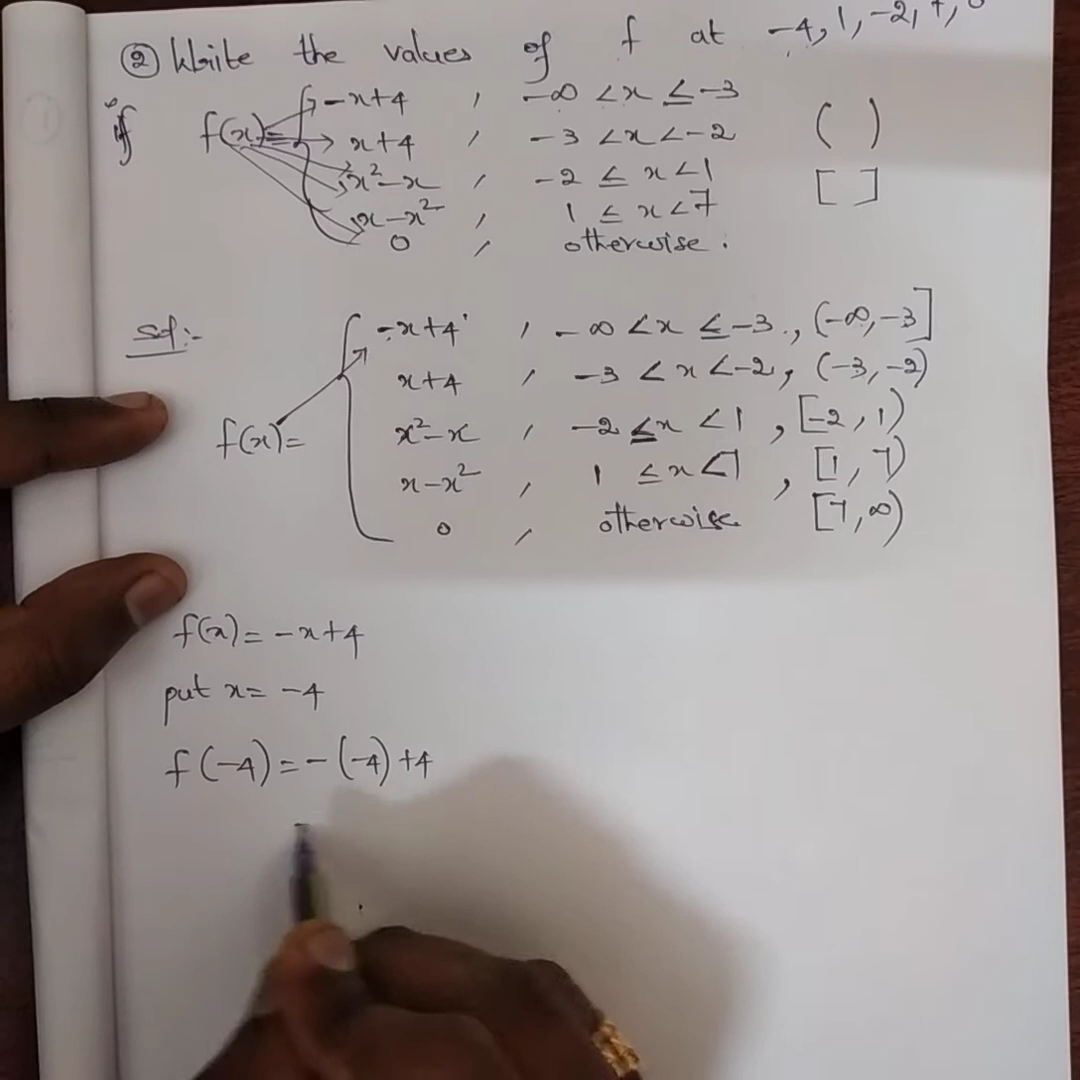 ② Write the values of f at -4, 1, -2, 7, 0
if f(x)= { -x+4 , -∞ <x ≤ -3
x+4 , -3 <x <-2 ( )
x²-x , -2 ≤ x <1 [ ]
x-x² , 1 ≤ x <7
0 , otherwise .
Sol:-
f(x)= { -x+4 , -∞ <x ≤ -3 , (-∞,-3]
x+4 , -3 < x <-2 , (-3,-2)
x²-x , -2 ≤x <1 , [-2,1)
x-x² , 1 ≤x <7 , [1,7)
0 , otherwise [7,∞)
f(x)= -x+4
put x= -4
f(-4)= -(-4)+4